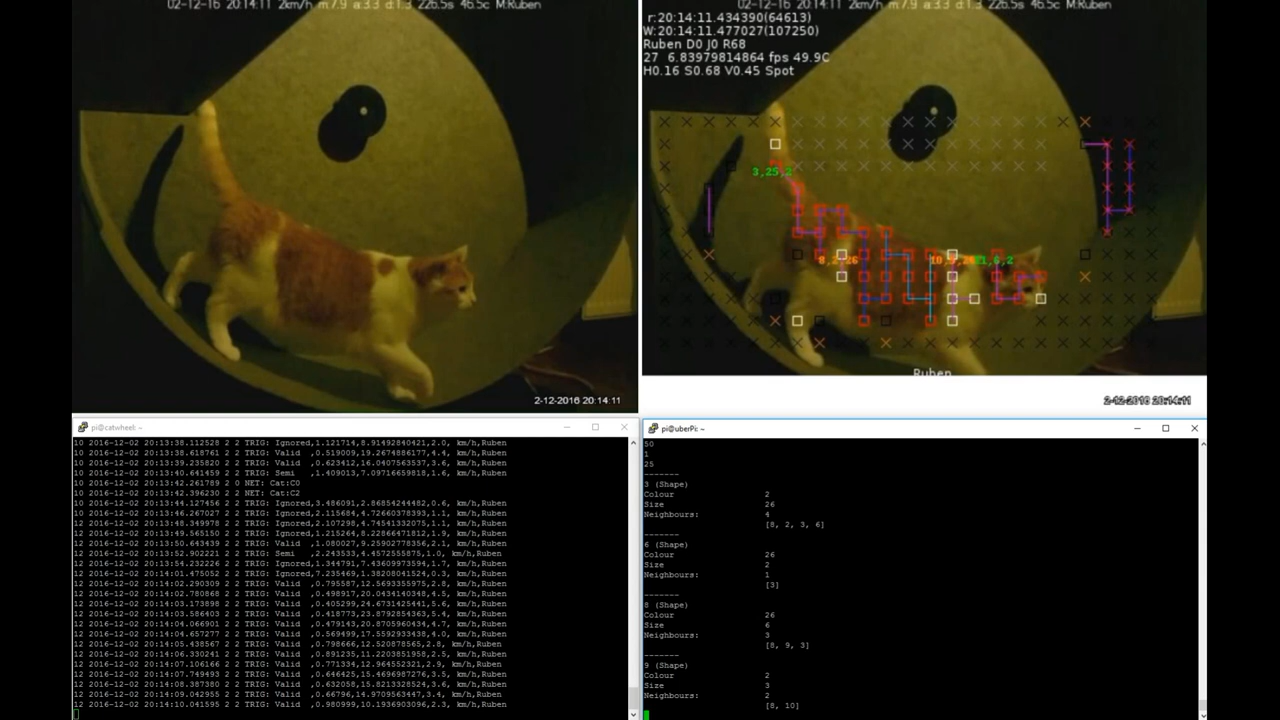 02-12-16 20:14:11 2km/h m:7.9 a:3.3 d:1.3 226.5s 46.5c M:Ruben
2-12-2016 20:14:11
02-12-16 20:14:11 2km/h m:7.9 a:3.3 d:1.3 226.5s 46.5c M:Ruben
r:20:14:11.434390(64613)
W:20:14:11.477027(107250)
Ruben D0 J0 R68
27 6.83979814864 fps 49.9C
H0.16 S0.68 V0.45 Spot
3,25,2
Ruben
2-12-2016 20:14:11
pi@catwheel: ~
10 2016-12-02 20:13:38.112528 2 2 TRIG: Ignored,1.121714,8.91492840421,2.0, km/h,Ruben
10 2016-12-02 20:13:38.618761 2 2 TRIG: Valid ,0.519009,19.2674886177,4.4, km/h,Ruben
10 2016-12-02 20:13:39.235820 2 2 TRIG: Valid ,0.623412,16.0407563537,3.6, km/h,Ruben
10 2016-12-02 20:13:40.641459 2 2 TRIG: Semi ,1.409013,7.09716659818,1.6, km/h,Ruben
10 2016-12-02 20:13:42.261789 2 0 NET: Cat:C0
10 2016-12-02 20:13:42.396230 2 2 NET: Cat:C2
10 2016-12-02 20:13:44.127456 2 2 TRIG: Ignored,3.486091,2.86854244482,0.6, km/h,Ruben
10 2016-12-02 20:13:46.267027 2 2 TRIG: Ignored,2.115684,4.72660378393,1.1, km/h,Ruben
12 2016-12-02 20:13:48.349978 2 2 TRIG: Ignored,2.107298,4.74541332075,1.1, km/h,Ruben
12 2016-12-02 20:13:49.565150 2 2 TRIG: Ignored,1.215264,8.22866471812,1.9, km/h,Ruben
12 2016-12-02 20:13:50.643439 2 2 TRIG: Valid ,1.080027,9.25902778356,2.1, km/h,Ruben
12 2016-12-02 20:13:52.902221 2 2 TRIG: Semi ,2.243533,4.4572555875,1.0, km/h,Ruben
12 2016-12-02 20:13:54.232226 2 2 TRIG: Ignored,1.344791,7.43609973594,1.7, km/h,Ruben
12 2016-12-02 20:14:01.475052 2 2 TRIG: Ignored,7.235469,1.38208041524,0.3, km/h,Ruben
12 2016-12-02 20:14:02.290309 2 2 TRIG: Valid ,0.795587,12.5693355975,2.8, km/h,Ruben
12 2016-12-02 20:14:02.780868 2 2 TRIG: Valid ,0.498917,20.0434140348,4.5, km/h,Ruben
12 2016-12-02 20:14:03.173898 2 2 TRIG: Valid ,0.405299,24.6731425441,5.6, km/h,Ruben
12 2016-12-02 20:14:03.586403 2 2 TRIG: Valid ,0.418773,23.8792854363,5.4, km/h,Ruben
12 2016-12-02 20:14:04.066901 2 2 TRIG: Valid ,0.479143,20.8705960434,4.7, km/h,Ruben
12 2016-12-02 20:14:04.657277 2 2 TRIG: Valid ,0.569499,17.5592933438,4.0, km/h,Ruben
12 2016-12-02 20:14:05.438567 2 2 TRIG: Valid ,0.798666,12.520878565,2.8, km/h,Ruben
12 2016-12-02 20:14:06.330241 2 2 TRIG: Valid ,0.891235,11.2203851958,2.5, km/h,Ruben
12 2016-12-02 20:14:07.106166 2 2 TRIG: Valid ,0.771334,12.964552321,2.9, km/h,Ruben
12 2016-12-02 20:14:07.749493 2 2 TRIG: Valid ,0.646425,15.4696987276,3.5, km/h,Ruben
12 2016-12-02 20:14:08.387380 2 2 TRIG: Valid ,0.632058,15.8213328524,3.6, km/h,Ruben
12 2016-12-02 20:14:09.042955 2 2 TRIG: Valid ,0.66796,14.9709563447,3.4, km/h,Ruben
12 2016-12-02 20:14:10.041595 2 2 TRIG: Valid ,0.980999,10.1936903096,2.3, km/h,Ruben
pi@uberPi: ~
50
1
25
-------
3 (Shape)
Colour 2
Size 26
Neighbours: 4
[8, 2, 3, 6]
-------
6 (Shape)
Colour 26
Size 2
Neighbours: 1
[3]
-------
8 (Shape)
Colour 26
Size 6
Neighbours: 3
[8, 9, 3]
-------
9 (Shape)
Colour 2
Size 3
Neighbours: 2
[8, 10]